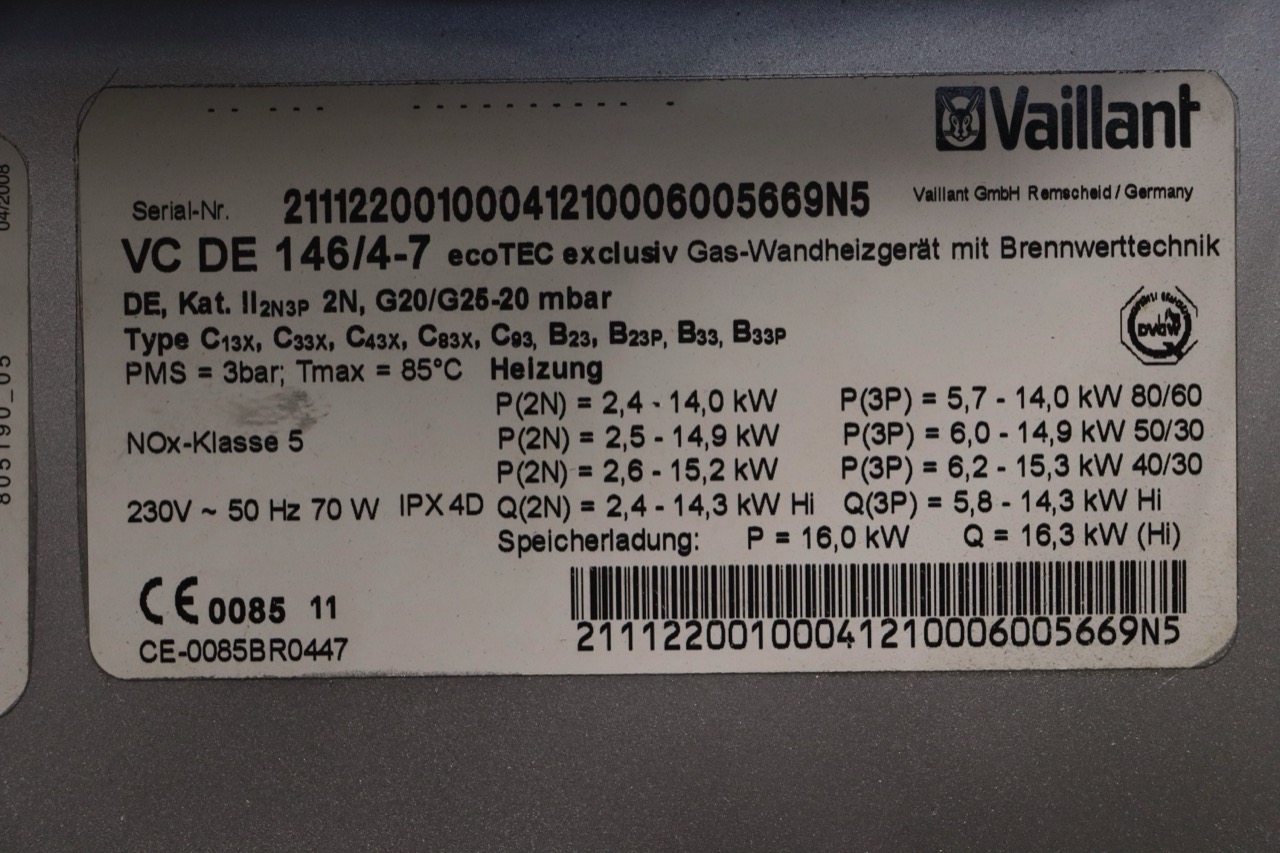 Vaillant
Vaillant GmbH Remscheid / Germany
Serial-Nr. 21112200100041210006005669N5
VC DE 146/4-7 ecoTEC exclusiv Gas-Wandheizgerät mit Brennwerttechnik
DE, Kat. II2N3P 2N, G20/G25-20 mbar
Type C13X, C33X, C43X, C83X, C93, B23, B23P, B33, B33P
DVGW
PMS = 3bar; Tmax = 85°C Heizung
P(2N) = 2,4 - 14,0 kW P(3P) = 5,7 - 14,0 kW 80/60
NOx-Klasse 5 P(2N) = 2,5 - 14,9 kW P(3P) = 6,0 - 14,9 kW 50/30
P(2N) = 2,6 - 15,2 kW P(3P) = 6,2 - 15,3 kW 40/30
230V ~ 50 Hz 70 W IPX4D Q(2N) = 2,4 - 14,3 kW Hi Q(3P) = 5,8 - 14,3 kW Hi
Speicherladung: P = 16,0 kW Q = 16,3 kW (Hi)
CE 0085 11
CE-0085BR0447
21112200100041210006005669N5
04/2008
805190_05